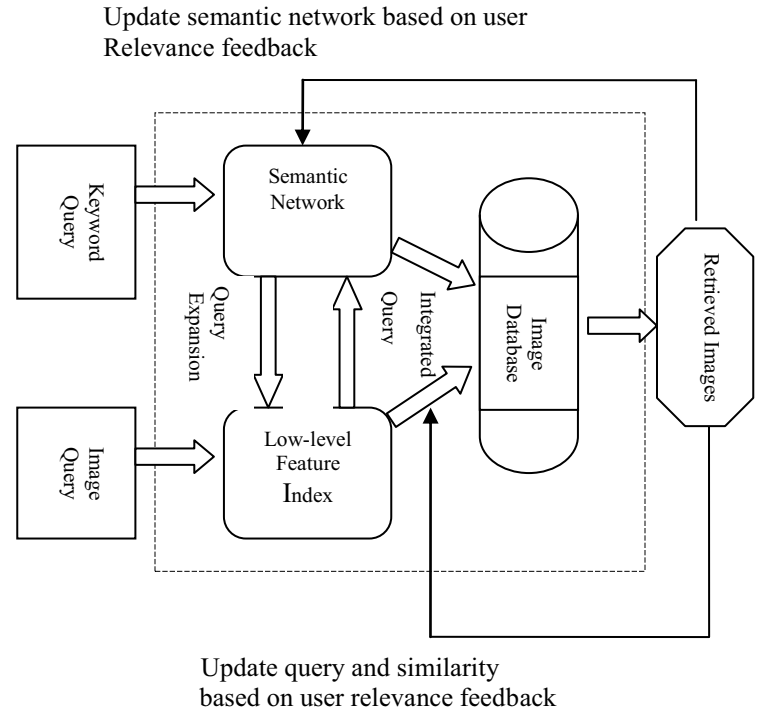 Update semantic network based on user
Relevance feedback
Keyword
Query
Semantic
Network
Query
Expansion
Integrated
Query
Image
Database
Retrieved Images
Image
Query
Low-level
Feature
Index
Update query and similarity
based on user relevance feedback